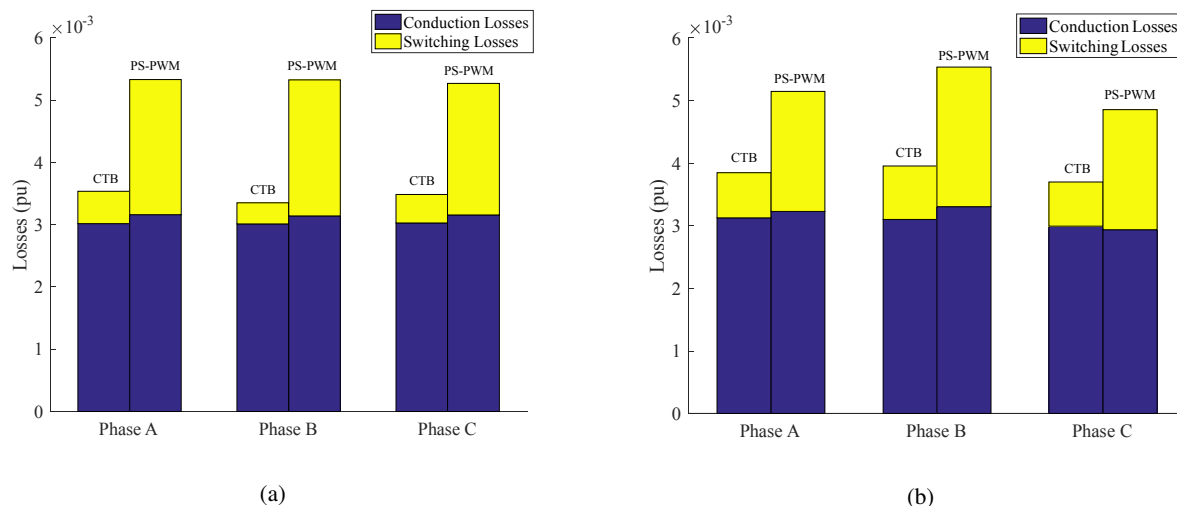 ×10⁻³
Conduction Losses
Switching Losses
6
5
4
3
2
1
0
Losses (pu)
CTB
PS-PWM
CTB
PS-PWM
CTB
PS-PWM
Phase A
Phase B
Phase C
(a)
×10⁻³
Conduction Losses
Switching Losses
6
5
4
3
2
1
0
Losses (pu)
CTB
PS-PWM
CTB
PS-PWM
CTB
PS-PWM
Phase A
Phase B
Phase C
(b)